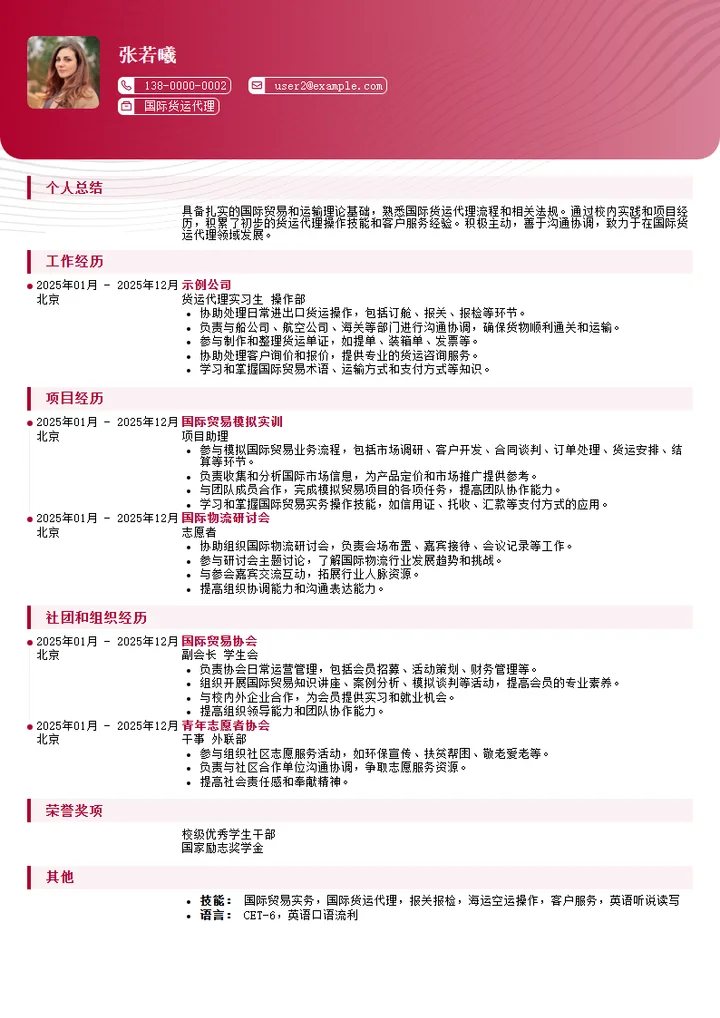 张若曦
138-0000-0002
user2@example.com
国际货运代理
个人总结
具备扎实的国际贸易和运输理论基础，熟悉国际货运代理流程和相关法规。通过校内实践和项目经
历，积累了初步的货运代理操作技能和客户服务经验。积极主动，善于沟通协调，致力于在国际货
运代理领域发展。
工作经历
2025年01月 - 2025年12月 示例公司
北京 货运代理实习生 操作部
• 协助处理日常进出口货运操作，包括订舱、报关、报检等环节。
• 负责与船公司、航空公司、海关等部门进行沟通协调，确保货物顺利通关和运输。
• 参与制作和整理货运单证，如提单、装箱单、发票等。
• 协助处理客户询价和报价，提供专业的货运咨询服务。
• 学习和掌握国际贸易术语、运输方式和支付方式等知识。
项目经历
2025年01月 - 2025年12月 国际贸易模拟实训
北京 项目助理
• 参与模拟国际贸易业务流程，包括市场调研、客户开发、合同谈判、订单处理、货运安排、结
算等环节。
• 负责收集和分析国际市场信息，为产品定价和市场推广提供参考。
• 与团队成员合作，完成模拟贸易项目的各项任务，提高团队协作能力。
• 学习和掌握国际贸易实务操作技能，如信用证、托收、汇款等支付方式的应用。
2025年01月 - 2025年12月 国际物流研讨会
北京 志愿者
• 协助组织国际物流研讨会，负责会场布置、嘉宾接待、会议记录等工作。
• 参与研讨会主题讨论，了解国际物流行业发展趋势和挑战。
• 与参会嘉宾交流互动，拓展行业人脉资源。
• 提高组织协调能力和沟通表达能力。
社团和组织经历
2025年01月 - 2025年12月 国际贸易协会
北京 副会长 学生会
• 负责协会日常运营管理，包括会员招募、活动策划、财务管理等。
• 组织开展国际贸易知识讲座、案例分析、模拟谈判等活动，提高会员的专业素养。
• 与校内外企业合作，为会员提供实习和就业机会。
• 提高组织领导能力和团队协作能力。
2025年01月 - 2025年12月 青年志愿者协会
北京 干事 外联部
• 参与组织社区志愿服务活动，如环保宣传、扶贫帮困、敬老爱老等。
• 负责与社区合作单位沟通协调，争取志愿服务资源。
• 提高社会责任感和奉献精神。
荣誉奖项
校级优秀学生干部
国家励志奖学金
其他
• 技能： 国际贸易实务，国际货运代理，报关报检，海运空运操作，客户服务，英语听说读写
• 语言： CET-6，英语口语流利